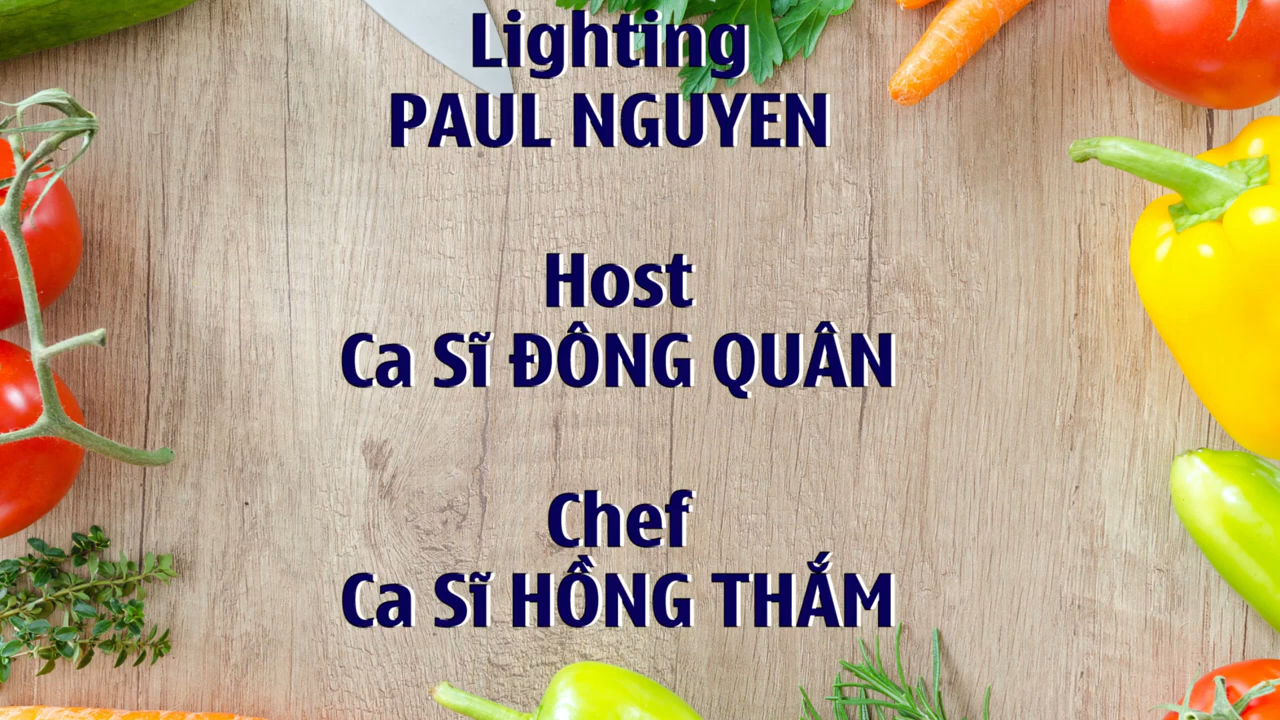 Lighting
PAUL NGUYEN
Host
Ca Sĩ ĐÔNG QUÂN
Chef
Ca Sĩ HỒNG THẮM